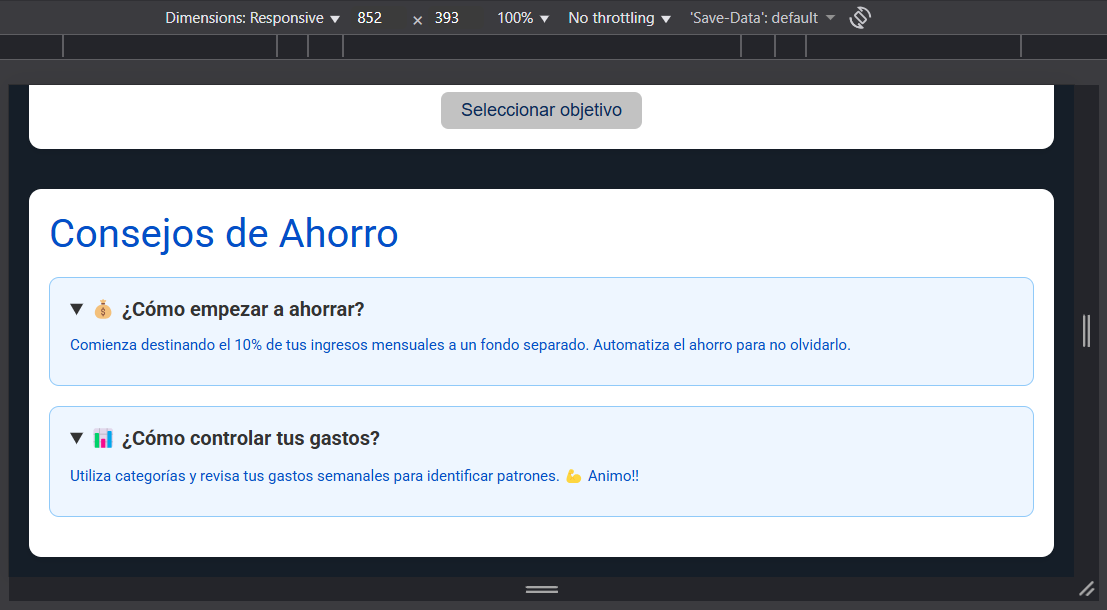 Dimensions: Responsive ▼ 852 × 393 100% ▼ No throttling ▼ 'Save-Data': default ▼
Seleccionar objetivo
Consejos de Ahorro
▼ 💰 ¿Cómo empezar a ahorrar?
Comienza destinando el 10% de tus ingresos mensuales a un fondo separado. Automatiza el ahorro para no olvidarlo.
▼ 📊 ¿Cómo controlar tus gastos?
Utiliza categorías y revisa tus gastos semanales para identificar patrones. 💪 Animo!!